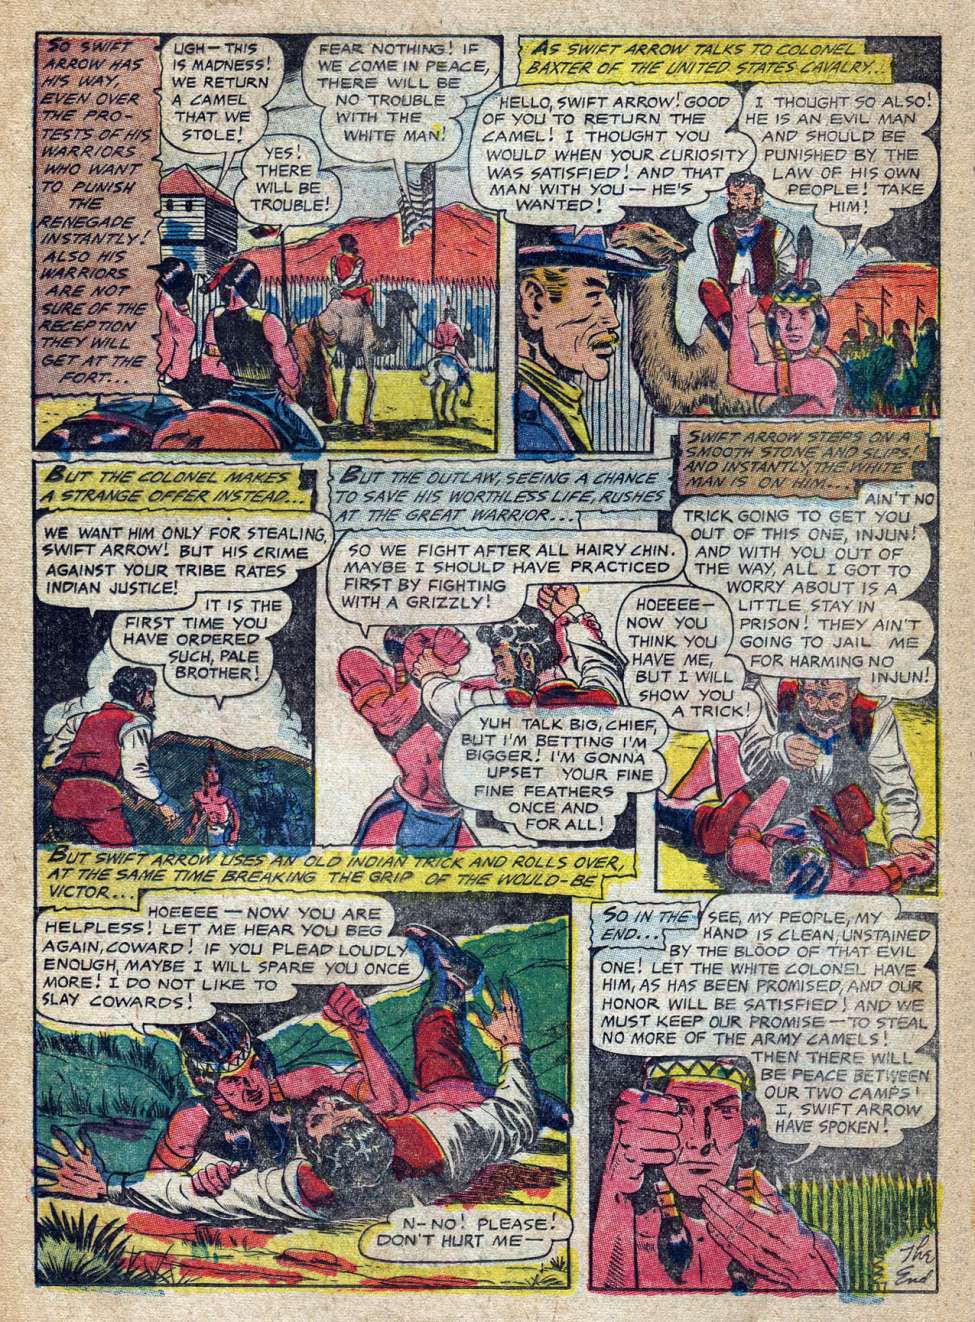 SO SWIFT
ARROW HAS
HIS WAY,
EVEN OVER
THE PRO-
TESTS OF HIS
WARRIORS
WHO WANT
TO PUNISH
THE
RENEGADE
INSTANTLY!
ALSO HIS
WARRIORS
ARE NOT
SURE OF THE
RECEPTION
THEY WILL
GET AT THE
FORT...
UGH—THIS
IS MADNESS!
WE RETURN
A CAMEL
THAT WE
STOLE!
YES!
THERE
WILL BE
TROUBLE!
FEAR NOTHING! IF
WE COME IN PEACE,
THERE WILL BE
NO TROUBLE
WITH THE
WHITE MAN!
AS SWIFT ARROW TALKS TO COLONEL
BAXTER OF THE UNITED STATES CAVALRY...
HELLO, SWIFT ARROW! GOOD
OF YOU TO RETURN THE
CAMEL! I THOUGHT YOU
WOULD WHEN YOUR CURIOSITY
WAS SATISFIED! AND THAT
MAN WITH YOU—HE'S
WANTED!
I THOUGHT SO ALSO!
HE IS AN EVIL MAN
AND SHOULD BE
PUNISHED BY THE
LAW OF HIS OWN
PEOPLE! TAKE
HIM!
BUT THE COLONEL MAKES
A STRANGE OFFER INSTEAD...
WE WANT HIM ONLY FOR STEALING,
SWIFT ARROW! BUT HIS CRIME
AGAINST YOUR TRIBE RATES
INDIAN JUSTICE!
IT IS THE
FIRST TIME YOU
HAVE ORDERED
SUCH, PALE
BROTHER!
BUT THE OUTLAW, SEEING A CHANCE
TO SAVE HIS WORTHLESS LIFE, RUSHES
AT THE GREAT WARRIOR...
SO WE FIGHT AFTER ALL HAIRY CHIN.
MAYBE I SHOULD HAVE PRACTICED
FIRST BY FIGHTING
WITH A GRIZZLY!
YUH TALK BIG, CHIEF,
BUT I'M BETTING I'M
BIGGER! I'M GONNA
UPSET YOUR FINE
FINE FEATHERS
ONCE AND
FOR ALL!
SWIFT ARROW STEPS ON A
SMOOTH STONE AND SLIPS!
AND INSTANTLY, THE WHITE
MAN IS ON HIM...
AIN'T NO
TRICK GOING TO GET YOU
OUT OF THIS ONE, INJUN!
AND WITH YOU OUT OF
THE WAY, ALL I GOT TO
WORRY ABOUT IS A
LITTLE STAY IN
PRISON! THEY AIN'T
GOING TO JAIL ME
FOR HARMING NO
INJUN!
HOEEEE—
NOW YOU
THINK YOU
HAVE ME,
BUT I WILL
SHOW YOU
A TRICK!
BUT SWIFT ARROW USES AN OLD INDIAN TRICK AND ROLLS OVER,
AT THE SAME TIME BREAKING THE GRIP OF THE WOULD-BE
VICTOR...
HOEEEE—NOW YOU ARE
HELPLESS! LET ME HEAR YOU BEG
AGAIN, COWARD! IF YOU PLEAD LOUDLY
ENOUGH, MAYBE I WILL SPARE YOU ONCE
MORE! I DO NOT LIKE TO
SLAY COWARDS!
N-NO! PLEASE!
DON'T HURT ME—
SO IN THE
END...
SEE, MY PEOPLE, MY
HAND IS CLEAN, UNSTAINED
BY THE BLOOD OF THAT EVIL
ONE! LET THE WHITE COLONEL HAVE
HIM, AS HAS BEEN PROMISED, AND OUR
HONOR WILL BE SATISFIED! AND WE
MUST KEEP OUR PROMISE—TO STEAL
NO MORE OF THE ARMY CAMELS!
THEN THERE WILL
BE PEACE BETWEEN
OUR TWO CAMPS!
I, SWIFT ARROW
HAVE SPOKEN!
The
End